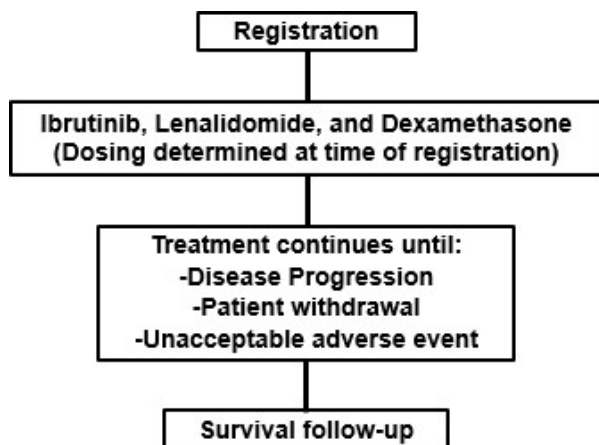 Registration
Ibrutinib, Lenalidomide, and Dexamethasone
(Dosing determined at time of registration)
Treatment continues until:
-Disease Progression
-Patient withdrawal
-Unacceptable adverse event
Survival follow-up